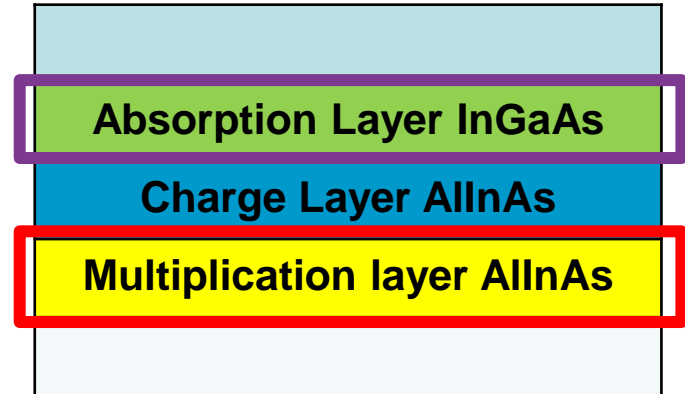 Absorption Layer InGaAs
Charge Layer AlInAs
Multiplication layer AlInAs